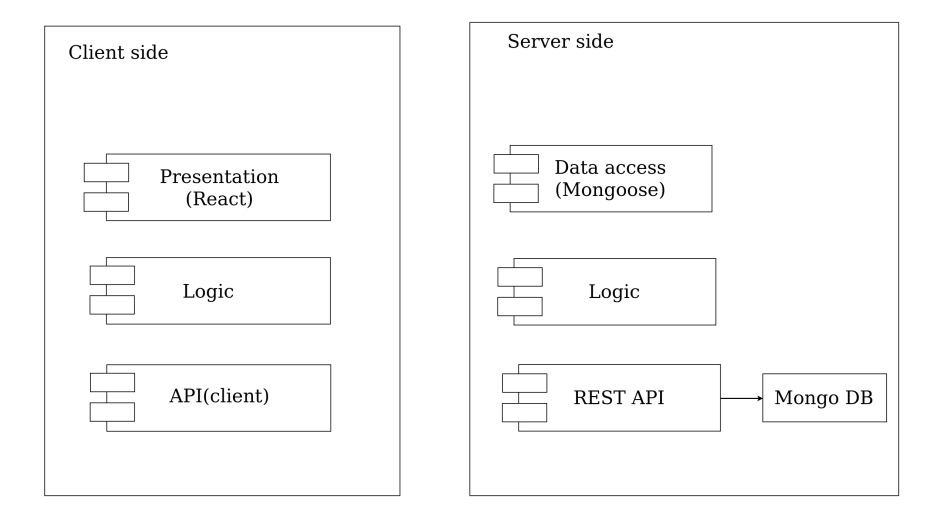 Client side
Presentation
(React)
Logic
API(client)
Server side
Data access
(Mongoose)
Logic
REST API
Mongo DB